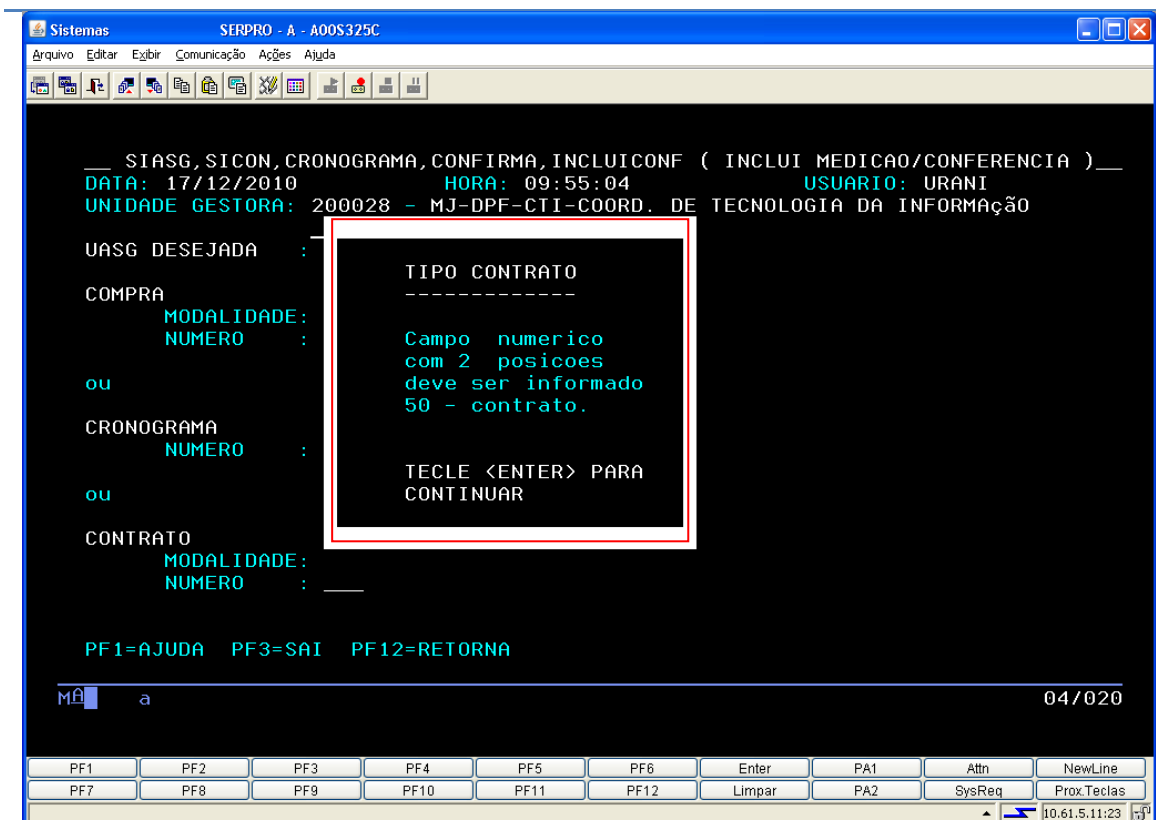 Sistemas SERPRO - A - A00S325C
Arquivo Editar Exibir Comunicação Ações Ajuda
__ SIASG,SICON,CRONOGRAMA,CONFIRMA,INCLUICONF ( INCLUI MEDICAO/CONFERENCIA )__
DATA: 17/12/2010 HORA: 09:55:04 USUARIO: URANI
UNIDADE GESTORA: 200028 - MJ-DPF-CTI-COORD. DE TECNOLOGIA DA INFORMAçãO
UASG DESEJADA :
COMPRA
MODALIDADE:
NUMERO :
ou
CRONOGRAMA
NUMERO :
ou
CONTRATO
MODALIDADE:
NUMERO : ____
TIPO CONTRATO
-------------
Campo numerico
com 2 posicoes
deve ser informado
50 - contrato.
TECLE <ENTER> PARA
CONTINUAR
PF1=AJUDA PF3=SAI PF12=RETORNA
MA a 04/020
PF1 PF2 PF3 PF4 PF5 PF6 Enter PA1 Attn NewLine
PF7 PF8 PF9 PF10 PF11 PF12 Limpar PA2 SysReq Prox.Teclas
10.61.5.11:23